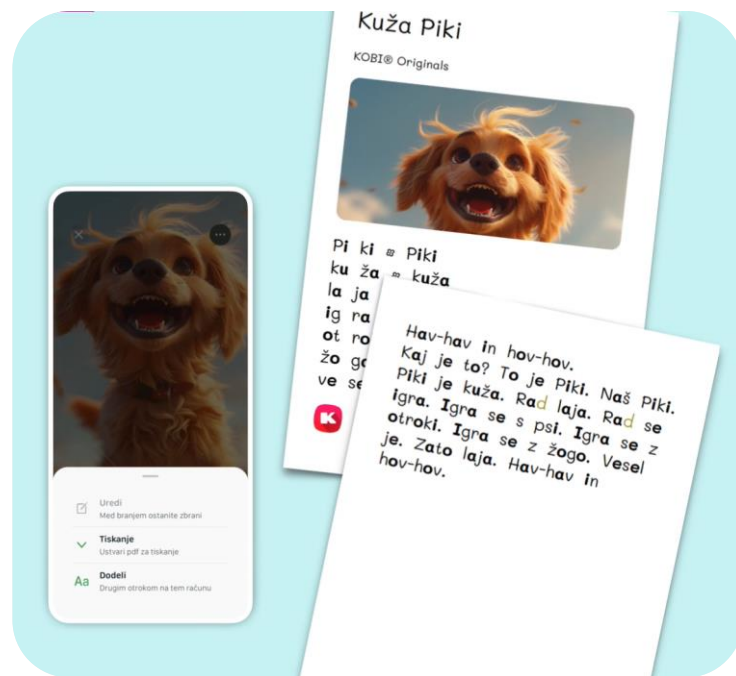 Kuža Piki
KOBI® Originals
Pi ki Piki
ku ža kuža
la ja
ig ra
ot ro
žo go
ve se
K
Hav-hav in hov-hov.
Kaj je to? To je Piki. Naš Piki.
Piki je kuža. Rad laja. Rad se
igra. Igra se s psi. Igra se z
otroki. Igra se z žogo. Vesel
je. Zato laja. Hav-hav in
hov-hov.
Uredi
Med branjem ostanite zbrani
Tiskanje
Ustvari pdf za tiskanje
Aa Dodeli
Drugim otrokom na tem računu